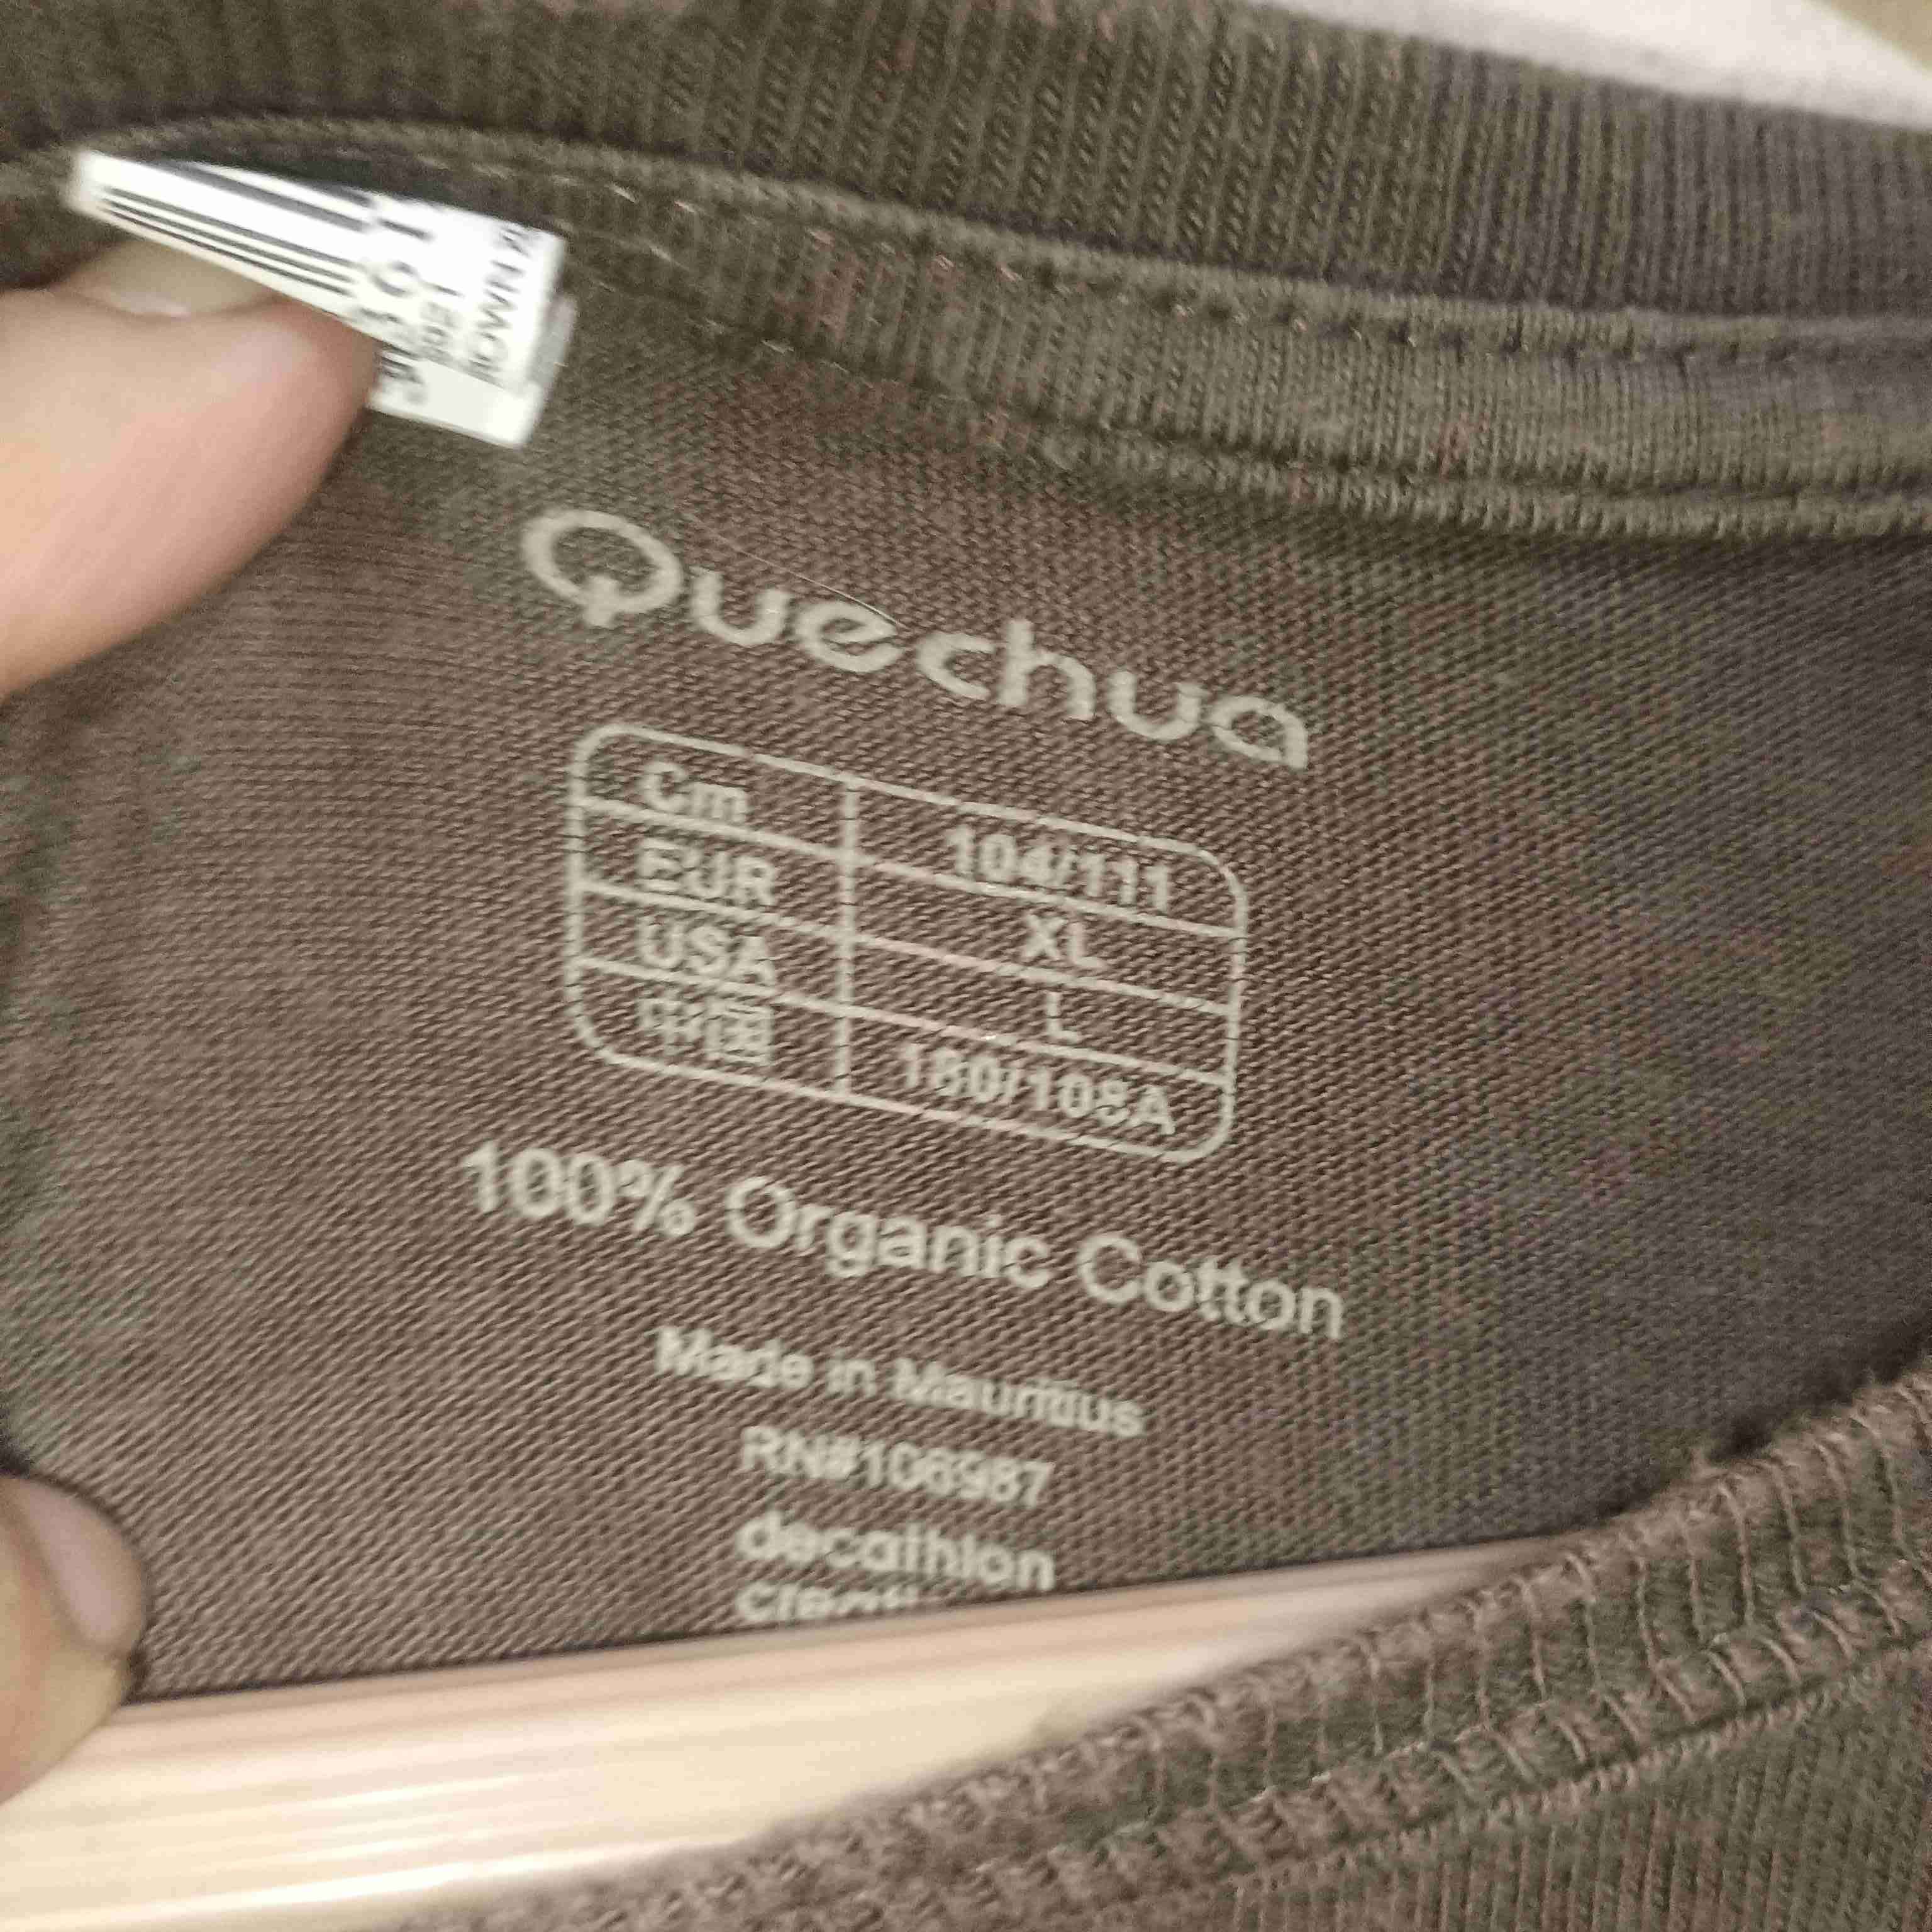 Quechua
Cm 104/111
EUR XL
USA L
中国 180/108A
100% Organic Cotton
Made in Mauritius
RN#106987
decathlon